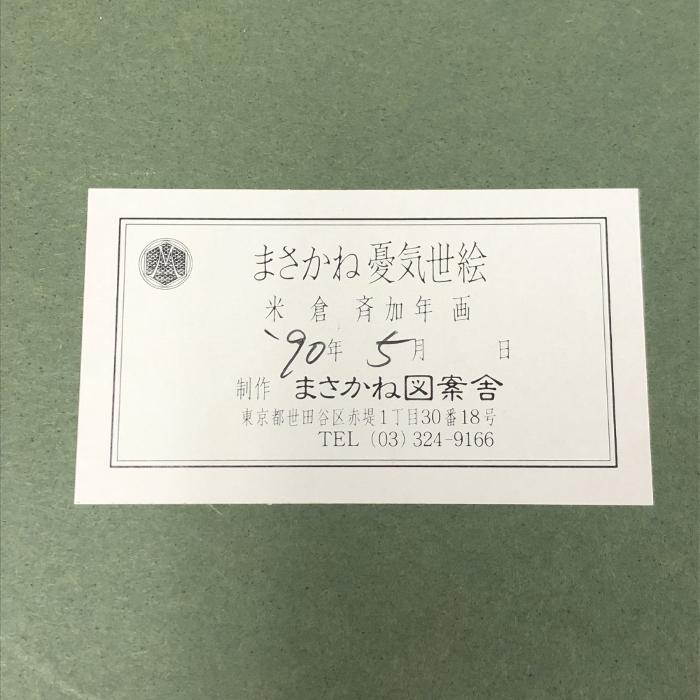 まさかね憂気世絵
米倉 斉加年 画
'90年 5月 日
制作 まさかね図案舎
東京都世田谷区赤堤1丁目30番18号
TEL (03) 324-9166